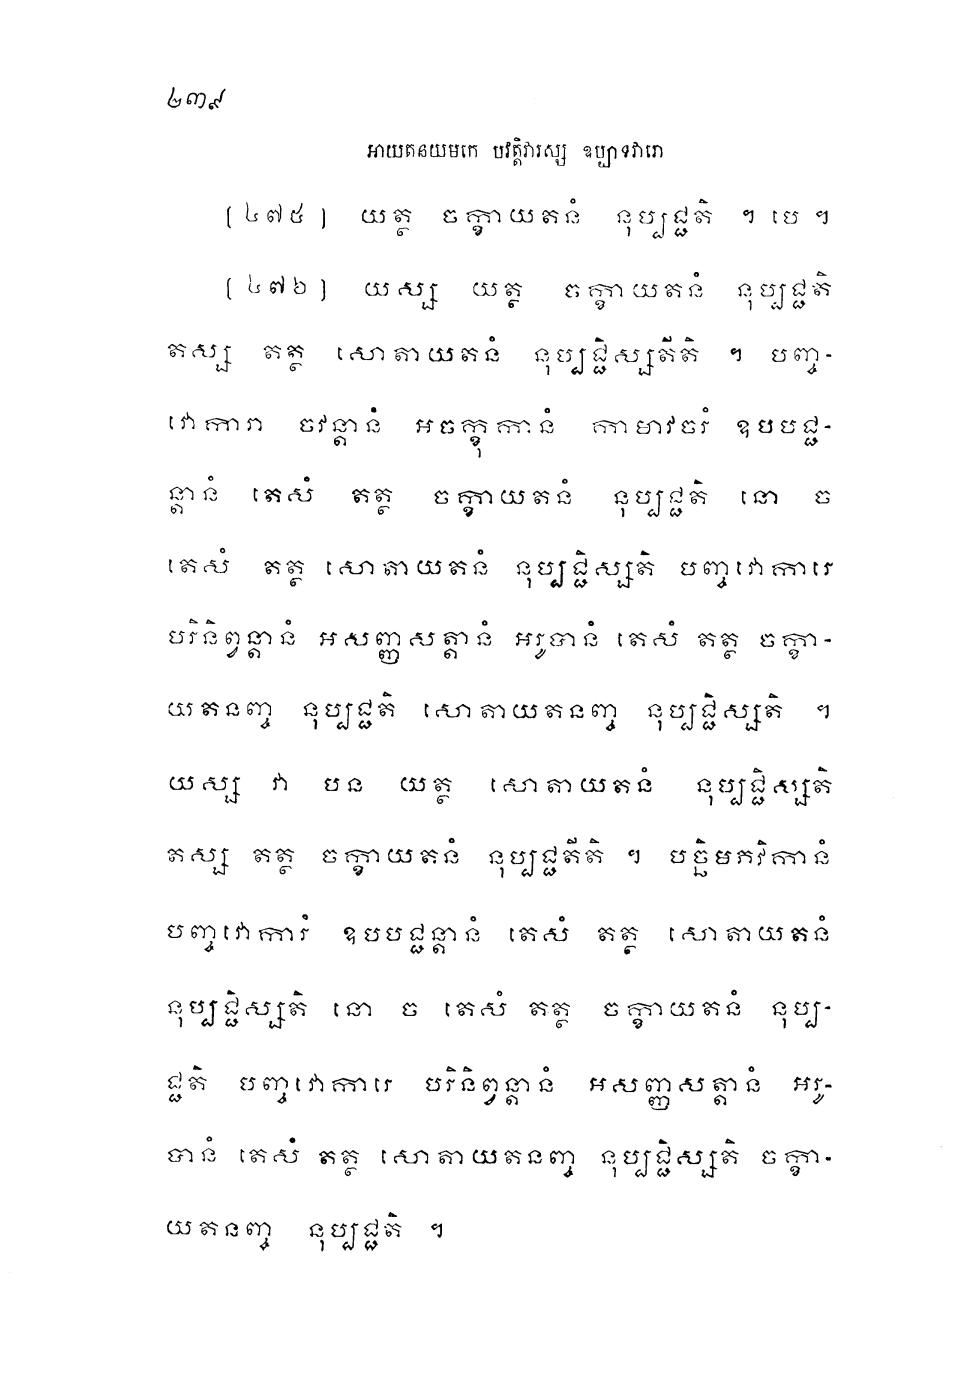 ២៣៩
អាយតនយមកេ បវត្តិវារស្ស ឧប្បាទវារោ
[៤៧៥] យត្ថ ចក្ខាយតនំ នុប្បជ្ជតិ ។ បេ ។
[៤៧៦] យស្ស យត្ថ ចក្ខាយតនំ នុប្បជ្ជតិ
តស្ស តត្ថ សោតាយតនំ នុប្បជ្ជិស្សតីតិ ។ បញ្ច-
វោការា ចវន្តានំ អចក្ខុកានំ កាមាវចរំ ឧបបជ្ជ-
ន្តានំ តេសំ តត្ថ ចក្ខាយតនំ នុប្បជ្ជតិ នោ ច
តេសំ តត្ថ សោតាយតនំ នុប្បជ្ជិស្សតិ បញ្ចវោការេ
បរិនិព្វន្តានំ អសញ្ញសត្តានំ អរូបានំ តេសំ តត្ថ ចក្ខា-
យតនញ្ច នុប្បជ្ជតិ សោតាយតនញ្ច នុប្បជ្ជិស្សតិ ។
យស្ស វា បន យត្ថ សោតាយតនំ នុប្បជ្ជិស្សតិ
តស្ស តត្ថ ចក្ខាយតនំ នុប្បជ្ជតីតិ ។ បច្ឆិមភវិកានំ
បញ្ចវោការំ ឧបបជ្ជន្តានំ តេសំ តត្ថ សោតាយតនំ
នុប្បជ្ជិស្សតិ នោ ច តេសំ តត្ថ ចក្ខាយតនំ នុប្ប-
ជ្ជតិ បញ្ចវោការេ បរិនិព្វន្តានំ អសញ្ញសត្តានំ អរូ-
បានំ តេសំ តត្ថ សោតាយតនញ្ច នុប្បជ្ជិស្សតិ ចក្ខា-
យតនញ្ច នុប្បជ្ជតិ ។